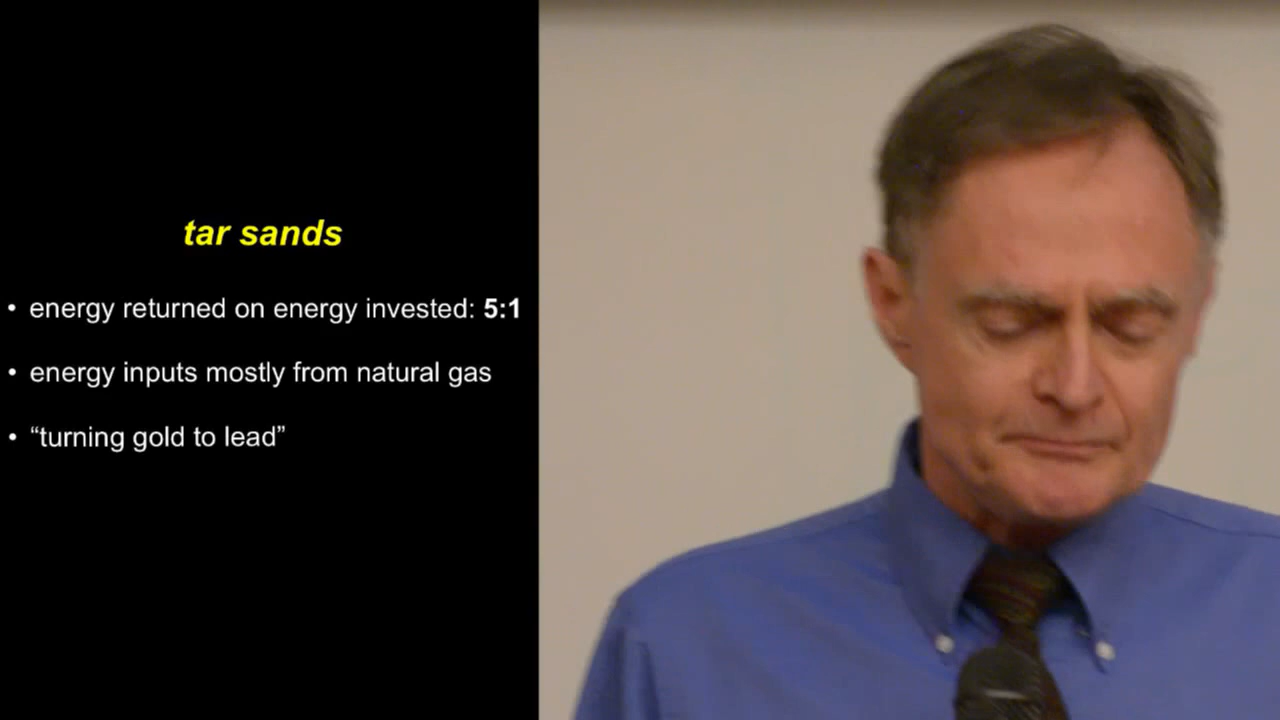 tar sands
• energy returned on energy invested: 5:1
• energy inputs mostly from natural gas
• “turning gold to lead”